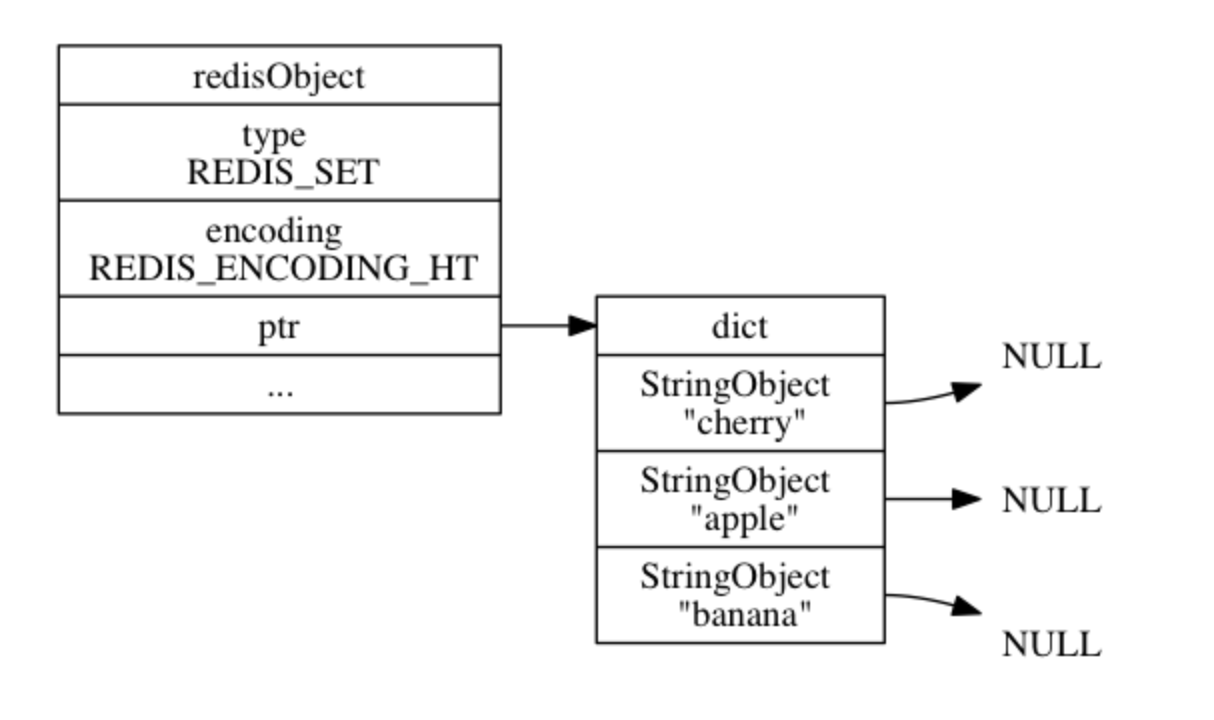 redisObject
type
REDIS_SET
encoding
REDIS_ENCODING_HT
ptr
...
dict
StringObject
"cherry"
StringObject
"apple"
StringObject
"banana"
NULL
NULL
NULL